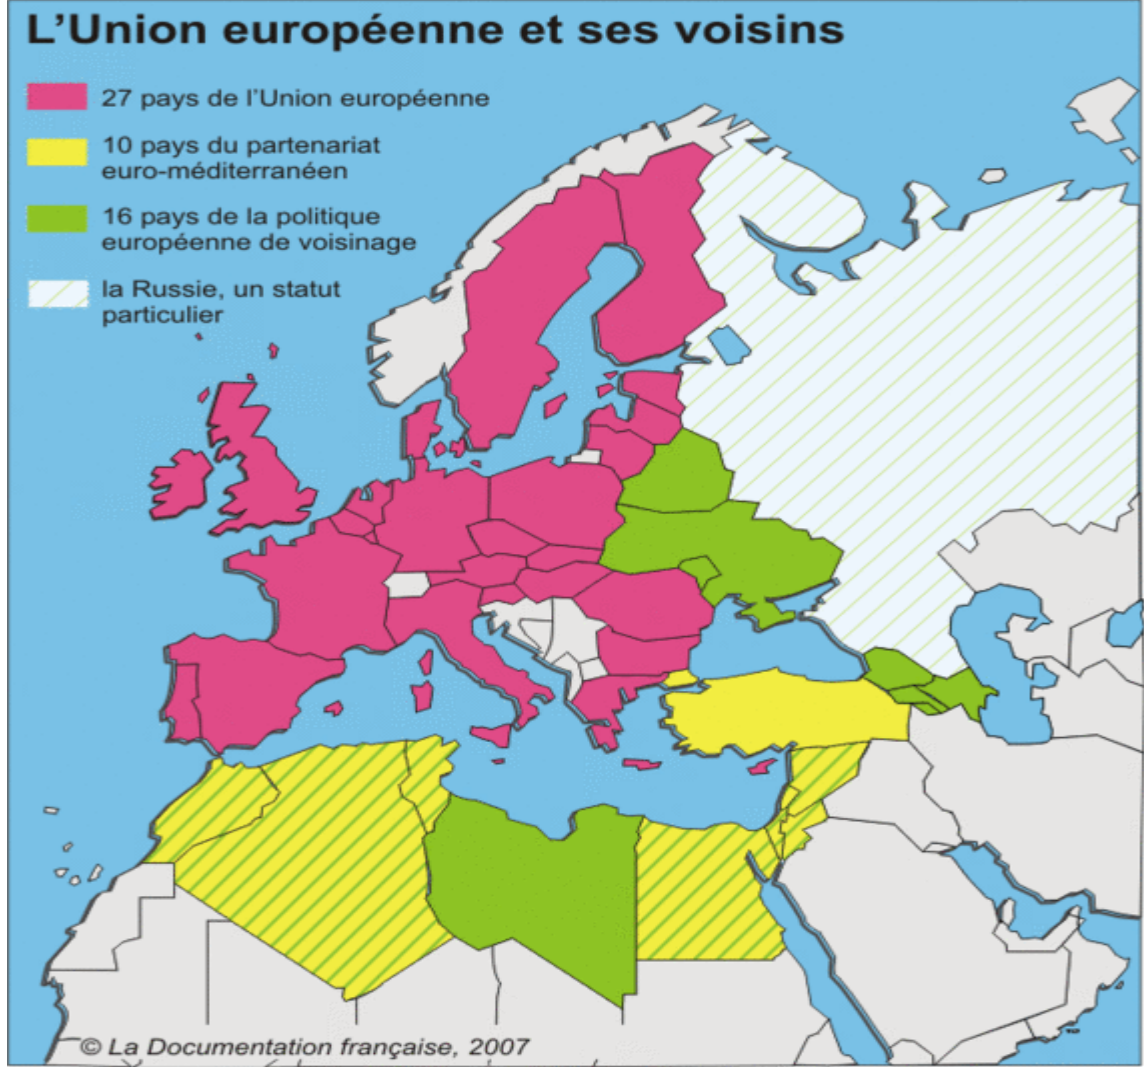 L’Union européenne et ses voisins
27 pays de l’Union européenne
10 pays du partenariat
euro-méditerranéen
16 pays de la politique
européenne de voisinage
la Russie, un statut
particulier
© La Documentation française, 2007